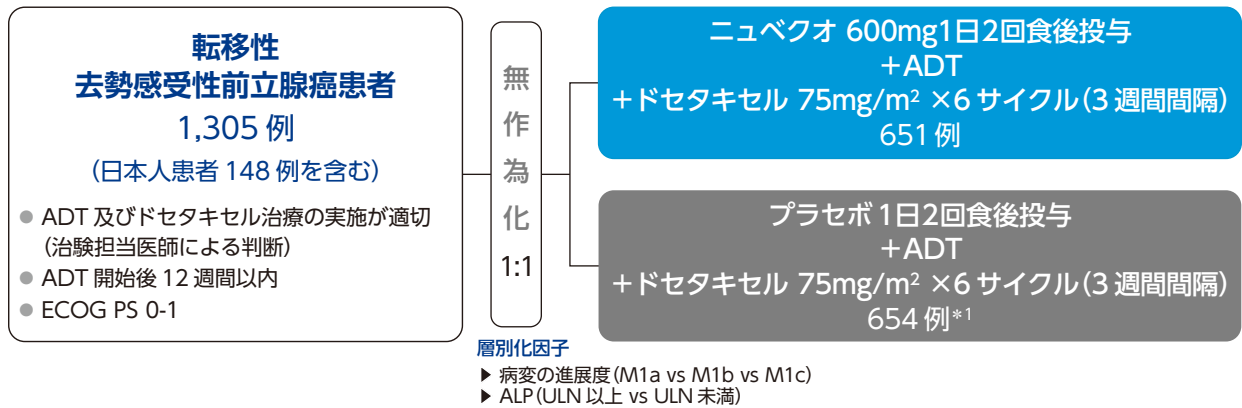 転移性
去勢感受性前立腺癌患者
1,305 例
(日本人患者 148 例を含む)
● ADT 及びドセタキセル治療の実施が適切
(治験担当医師による判断)
● ADT 開始後 12 週間以内
● ECOG PS 0-1
無
作
為
化
1:1
層別化因子
▶ 病変の進展度(M1a vs M1b vs M1c)
▶ ALP(ULN 以上 vs ULN 未満)
ニュベクオ 600mg1日2回食後投与
+ADT
+ドセタキセル 75mg/m² ×6 サイクル(3 週間間隔)
651 例
プラセボ 1日2回食後投与
+ADT
+ドセタキセル 75mg/m² ×6 サイクル(3 週間間隔)
654 例*1